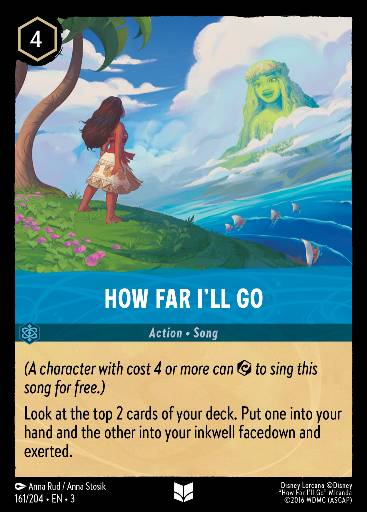 4
HOW FAR I'LL GO
Action • Song
(A character with cost 4 or more can to sing this
song for free.)
Look at the top 2 cards of your deck. Put one into your
hand and the other into your inkwell facedown and
exerted.
Anna Rud / Anna Stosik
161/204 • EN • 3
Disney Lorcana ©Disney
"How Far I'll Go" Miranda
©2016 WDMC (ASCAP)